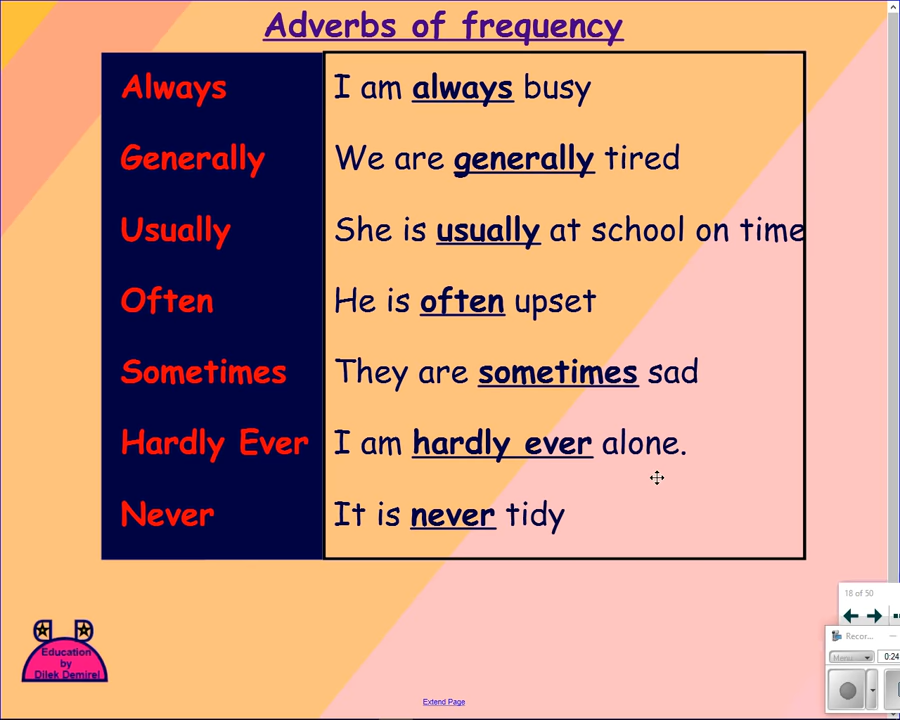 Adverbs of frequency
Always I am always busy
Generally We are generally tired
Usually She is usually at school on time
Often He is often upset
Sometimes They are sometimes sad
Hardly Ever I am hardly ever alone.
Never It is never tidy
Education
by
Dilek Demirel
Extend Page
18 of 50
Recor...
Menu
0:24